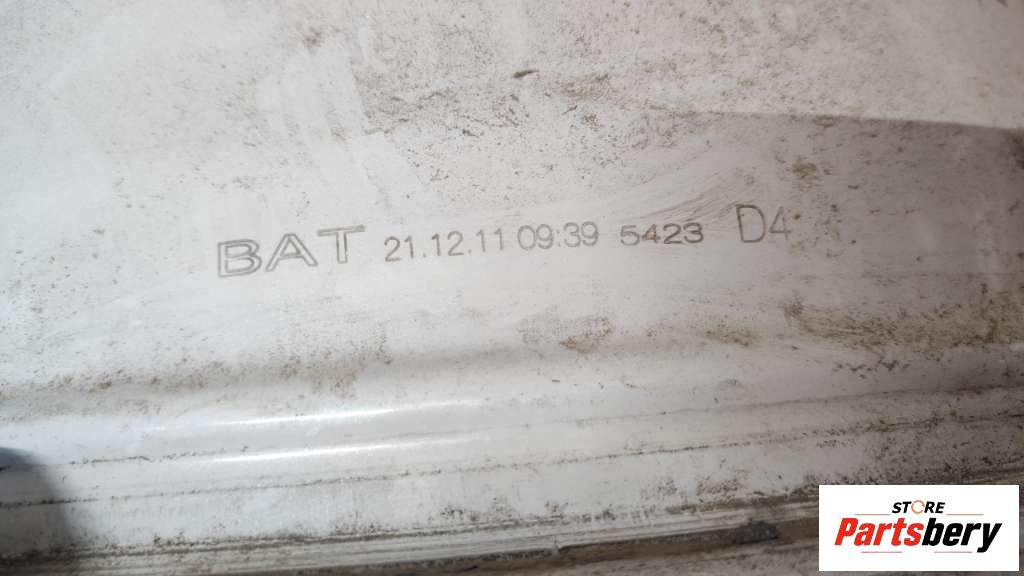 BAT 21.12.11 09:39 5423 D4
STORE
Partsbery